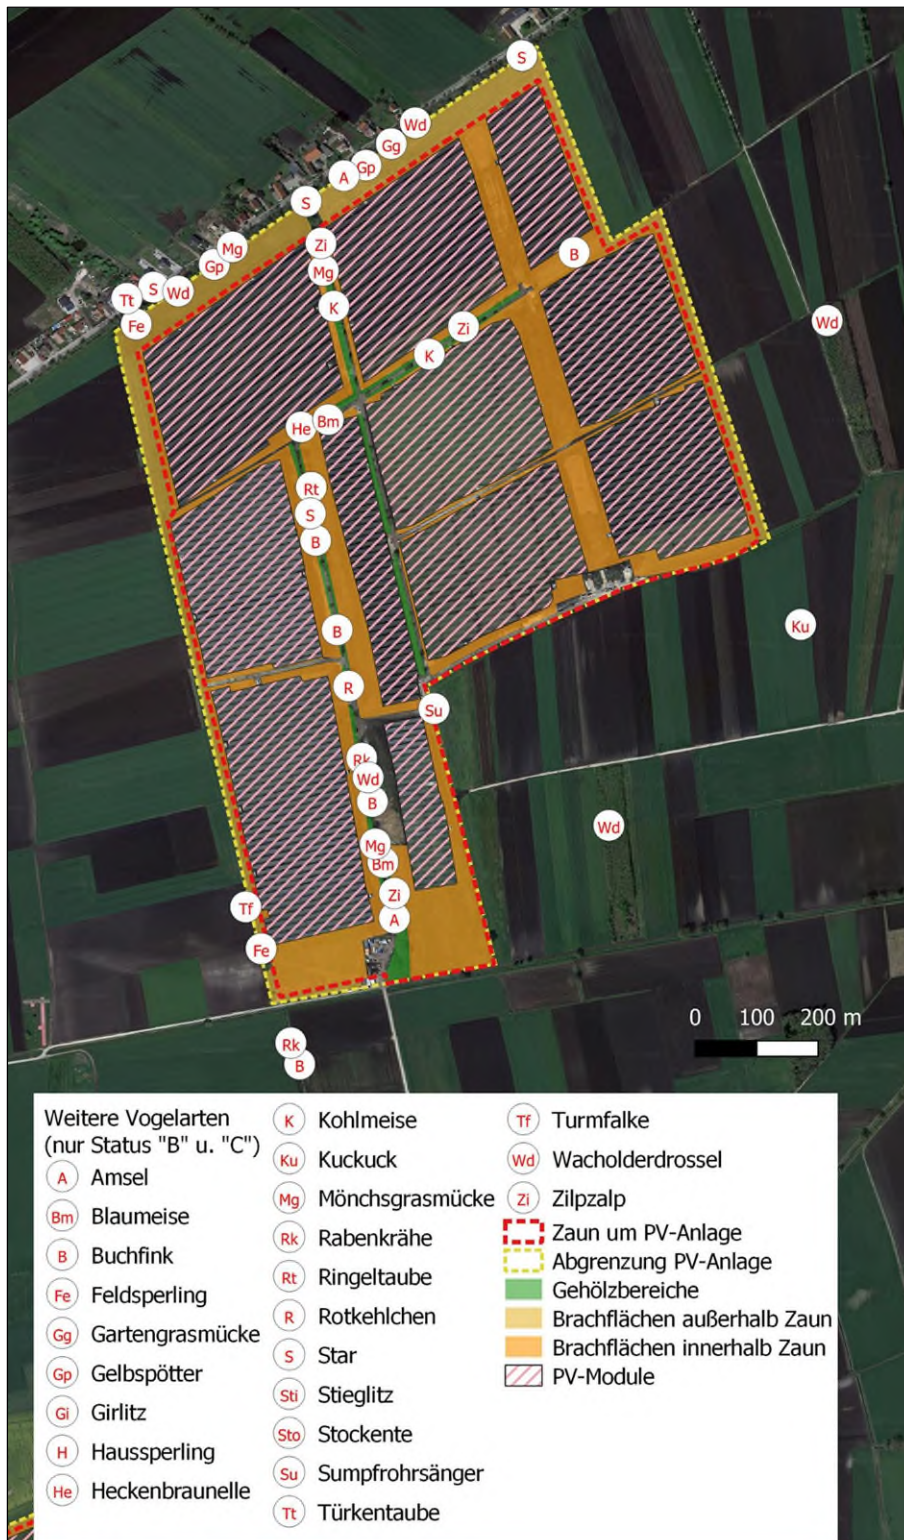 S
Wd
Gg
Gp
A
S
Zi
Mg
Mg
Gp
B
S
Wd
Tt
Fe
K
Wd
Zi
K
Bm
He
Rt
S
B
B
Ku
R
Su
Rk
Wd
B
Wd
Mg
Bm
Zi
A
Tf
Fe
0 100 200 m
Rk
B
Weitere Vogelarten
(nur Status "B" u. "C")
A Amsel
Bm Blaumeise
B Buchfink
Fe Feldsperling
Gg Gartengrasmücke
Gp Gelbspötter
Gi Girlitz
H Haussperling
He Heckenbraunelle
K Kohlmeise
Ku Kuckuck
Mg Mönchsgrasmücke
Rk Rabenkrähe
Rt Ringeltaube
R Rotkehlchen
S Star
Sti Stieglitz
Sto Stockente
Su Sumpfrohrsänger
Tt Türkentaube
Tf Turmfalke
Wd Wacholderdrossel
Zi Zilpzalp
Zaun um PV-Anlage
Abgrenzung PV-Anlage
Gehölzbereiche
Brachflächen außerhalb Zaun
Brachflächen innerhalb Zaun
PV-Module